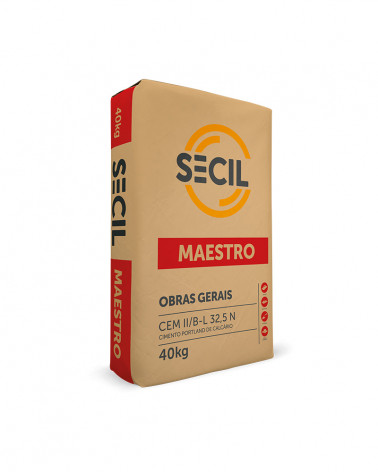 40kg
SECIL
MAESTRO
SECIL
MAESTRO
OBRAS GERAIS
CEM II/B-L 32,5 N
CIMENTO PORTLAND DE CALCÁRIO
40kg